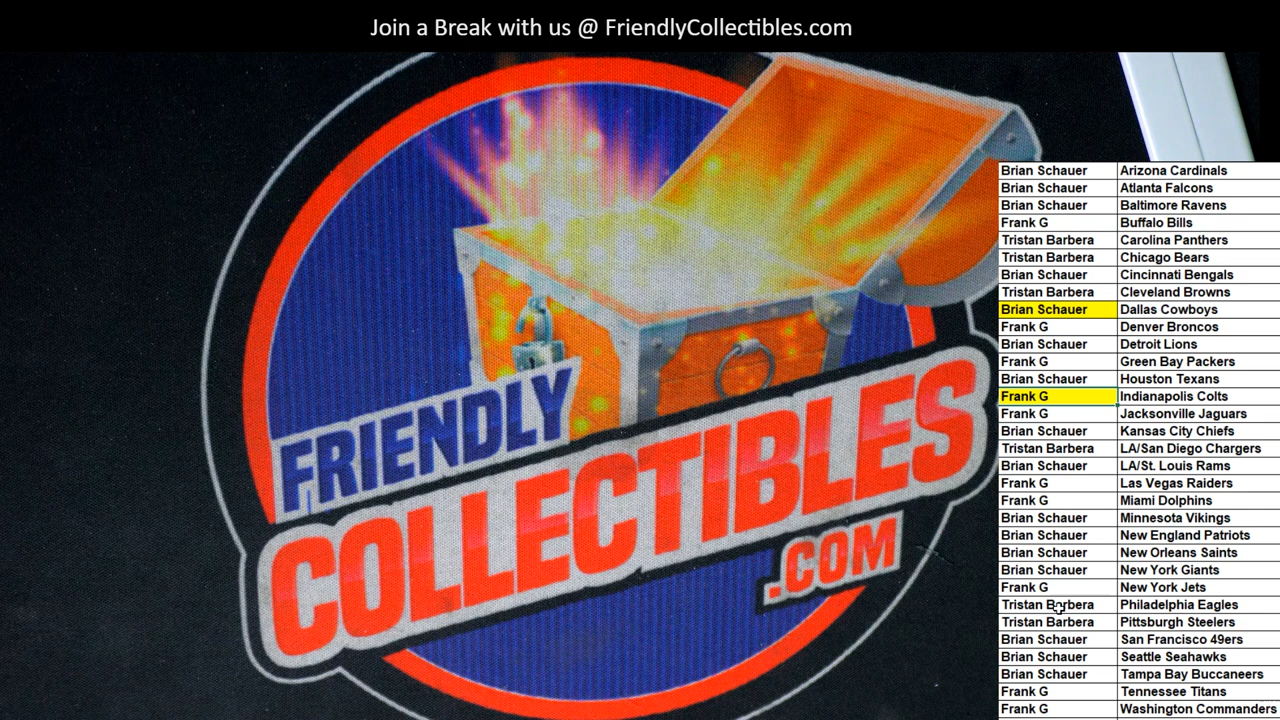 Join a Break with us @ FriendlyCollectibles.com
FRIENDLY
COLLECTIBLES
.COM
Brian Schauer Arizona Cardinals
Brian Schauer Atlanta Falcons
Brian Schauer Baltimore Ravens
Frank G Buffalo Bills
Tristan Barbera Carolina Panthers
Tristan Barbera Chicago Bears
Brian Schauer Cincinnati Bengals
Tristan Barbera Cleveland Browns
Brian Schauer Dallas Cowboys
Frank G Denver Broncos
Brian Schauer Detroit Lions
Frank G Green Bay Packers
Brian Schauer Houston Texans
Frank G Indianapolis Colts
Frank G Jacksonville Jaguars
Brian Schauer Kansas City Chiefs
Tristan Barbera LA/San Diego Chargers
Brian Schauer LA/St. Louis Rams
Frank G Las Vegas Raiders
Frank G Miami Dolphins
Brian Schauer Minnesota Vikings
Brian Schauer New England Patriots
Brian Schauer New Orleans Saints
Brian Schauer New York Giants
Frank G New York Jets
Tristan Barbera Philadelphia Eagles
Tristan Barbera Pittsburgh Steelers
Brian Schauer San Francisco 49ers
Brian Schauer Seattle Seahawks
Brian Schauer Tampa Bay Buccaneers
Frank G Tennessee Titans
Frank G Washington Commanders